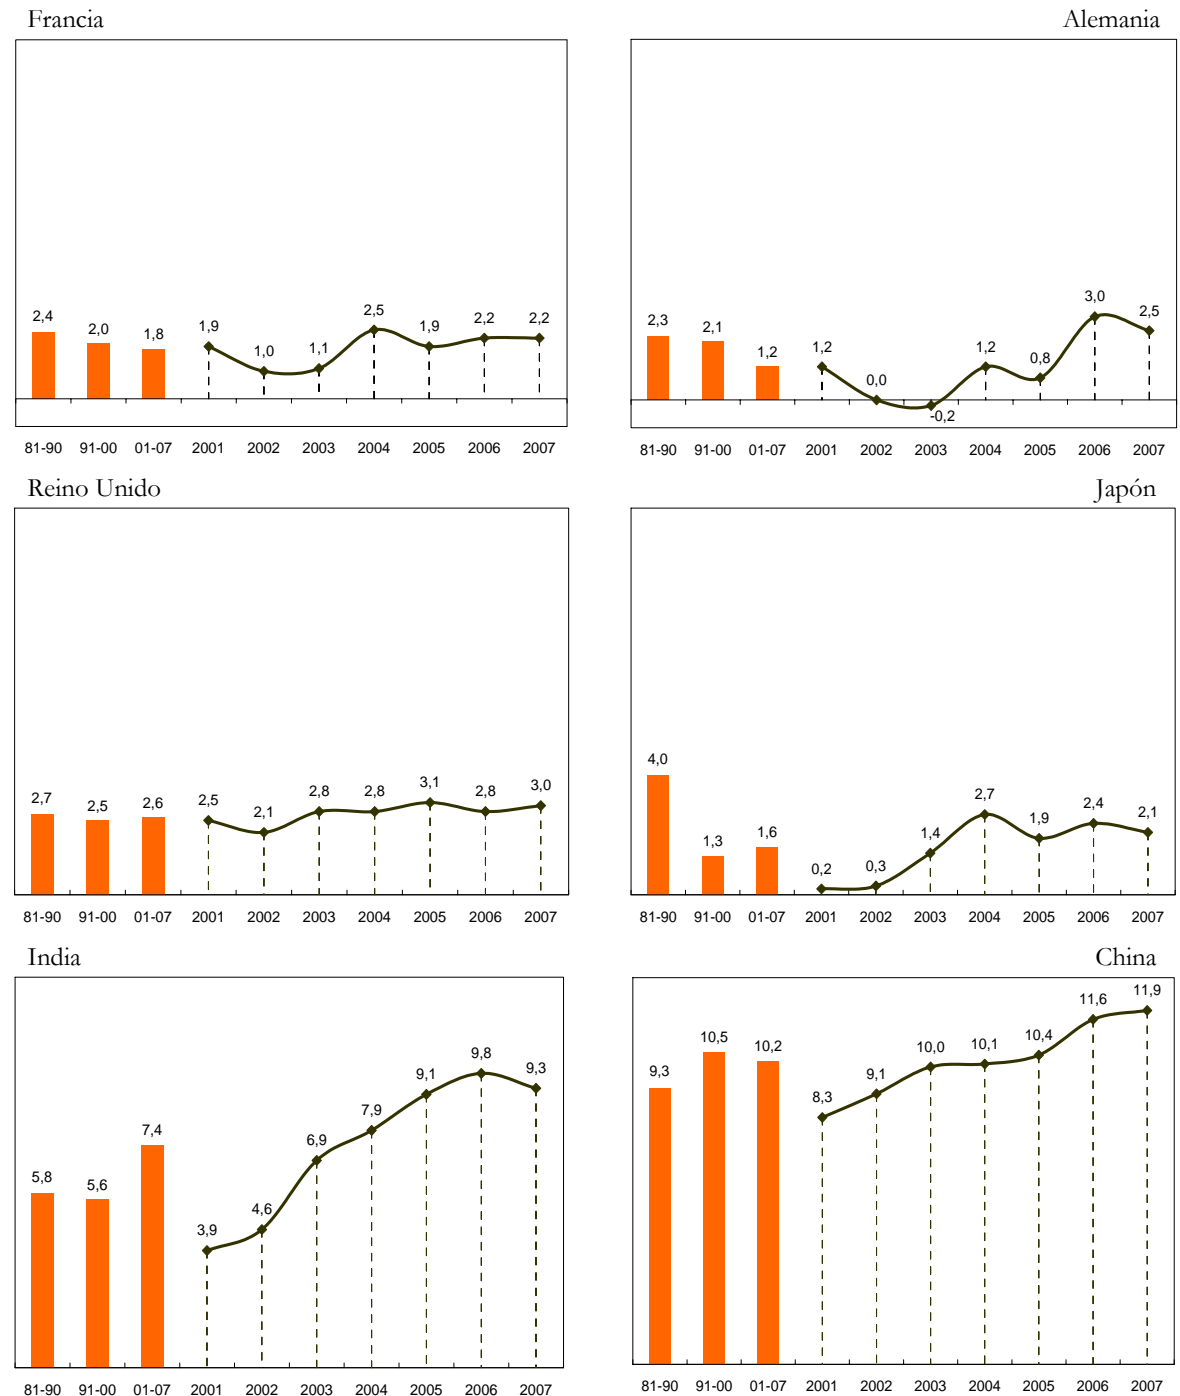 Francia
2,4 2,0 1,8 1,9 1,0 1,1 2,5 1,9 2,2 2,2
81-90 91-00 01-07 2001 2002 2003 2004 2005 2006 2007
Alemania
2,3 2,1 1,2 1,2 0,0 -0,2 1,2 0,8 3,0 2,5
81-90 91-00 01-07 2001 2002 2003 2004 2005 2006 2007
Reino Unido
2,7 2,5 2,6 2,5 2,1 2,8 2,8 3,1 2,8 3,0
81-90 91-00 01-07 2001 2002 2003 2004 2005 2006 2007
Japón
4,0 1,3 1,6 0,2 0,3 1,4 2,7 1,9 2,4 2,1
81-90 91-00 01-07 2001 2002 2003 2004 2005 2006 2007
India
5,8 5,6 7,4 3,9 4,6 6,9 7,9 9,1 9,8 9,3
81-90 91-00 01-07 2001 2002 2003 2004 2005 2006 2007
China
9,3 10,5 10,2 8,3 9,1 10,0 10,1 10,4 11,6 11,9
81-90 91-00 01-07 2001 2002 2003 2004 2005 2006 2007